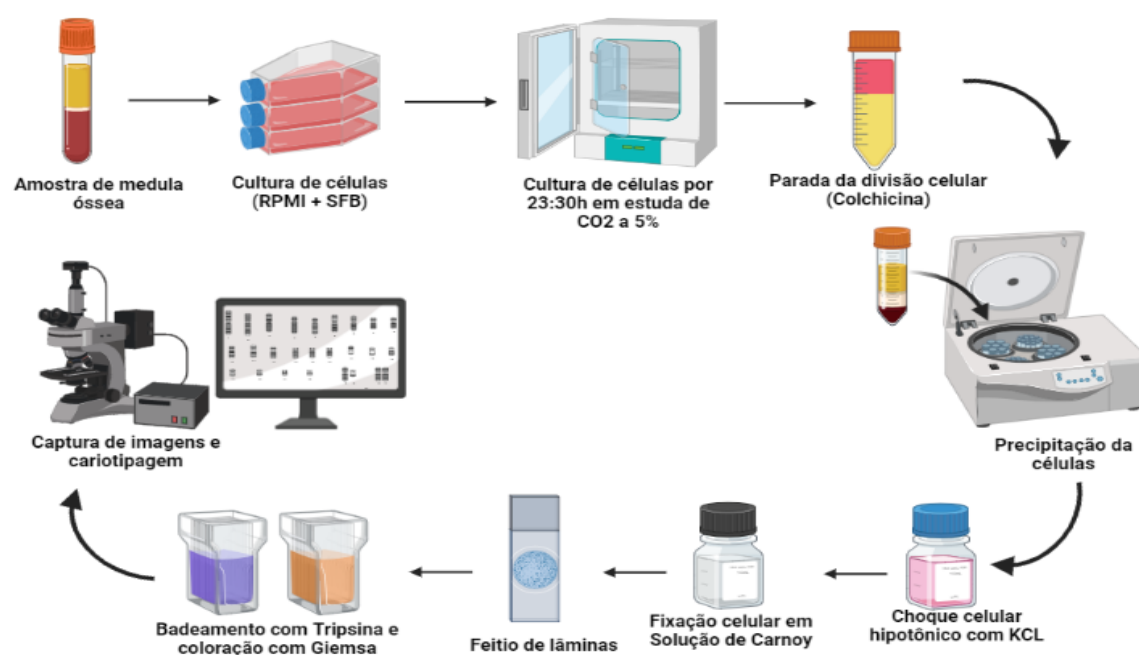 Amostra de medula
óssea
Cultura de células
(RPMI + SFB)
Cultura de células por
23:30h em estuda de
CO2 a 5%
Parada da divisão celular
(Colchicina)
Precipitação da
células
Choque celular
hipotônico com KCL
Fixação celular em
Solução de Carnoy
Feitio de lâminas
Badeamento com Tripsina e
coloração com Giemsa
Captura de imagens e
cariotipagem